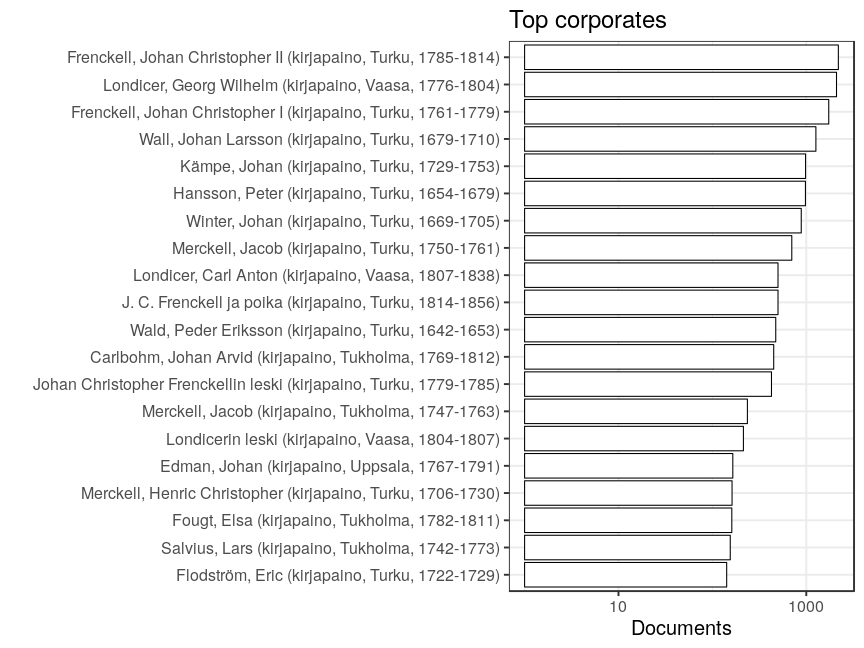 Top corporates
Frenckell, Johan Christopher II (kirjapaino, Turku, 1785-1814)
Londicer, Georg Wilhelm (kirjapaino, Vaasa, 1776-1804)
Frenckell, Johan Christopher I (kirjapaino, Turku, 1761-1779)
Wall, Johan Larsson (kirjapaino, Turku, 1679-1710)
Kämpe, Johan (kirjapaino, Turku, 1729-1753)
Hansson, Peter (kirjapaino, Turku, 1654-1679)
Winter, Johan (kirjapaino, Turku, 1669-1705)
Merckell, Jacob (kirjapaino, Turku, 1750-1761)
Londicer, Carl Anton (kirjapaino, Vaasa, 1807-1838)
J. C. Frenckell ja poika (kirjapaino, Turku, 1814-1856)
Wald, Peder Eriksson (kirjapaino, Turku, 1642-1653)
Carlbohm, Johan Arvid (kirjapaino, Tukholma, 1769-1812)
Johan Christopher Frenckellin leski (kirjapaino, Turku, 1779-1785)
Merckell, Jacob (kirjapaino, Tukholma, 1747-1763)
Londicerin leski (kirjapaino, Vaasa, 1804-1807)
Edman, Johan (kirjapaino, Uppsala, 1767-1791)
Merckell, Henric Christopher (kirjapaino, Turku, 1706-1730)
Fougt, Elsa (kirjapaino, Tukholma, 1782-1811)
Salvius, Lars (kirjapaino, Tukholma, 1742-1773)
Flodström, Eric (kirjapaino, Turku, 1722-1729)
10 1000
Documents